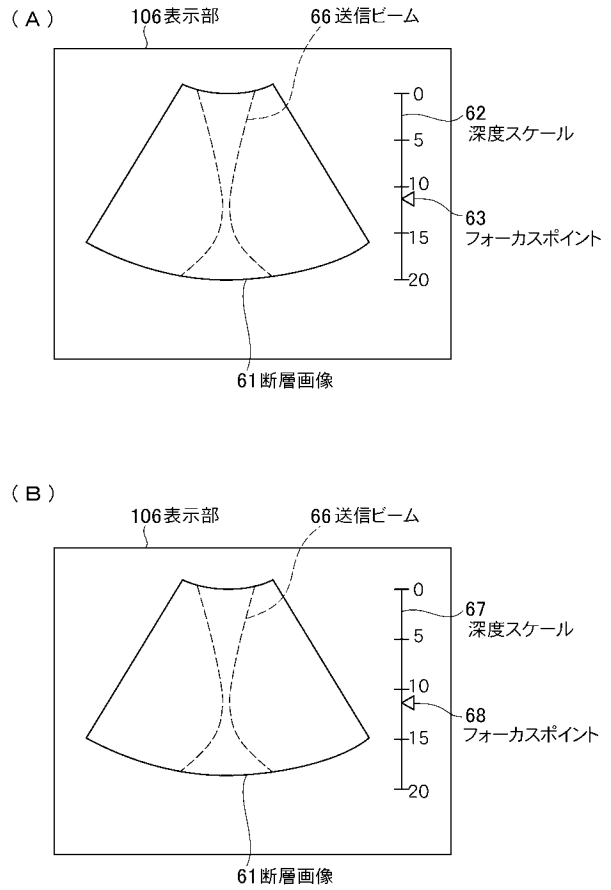 (A)
106表示部
66送信ビーム
0
62
深度スケール
5
10
63
フォーカスポイント
15
20
61断層画像
(B)
106表示部
66送信ビーム
0
67
深度スケール
5
10
68
フォーカスポイント
15
20
61断層画像